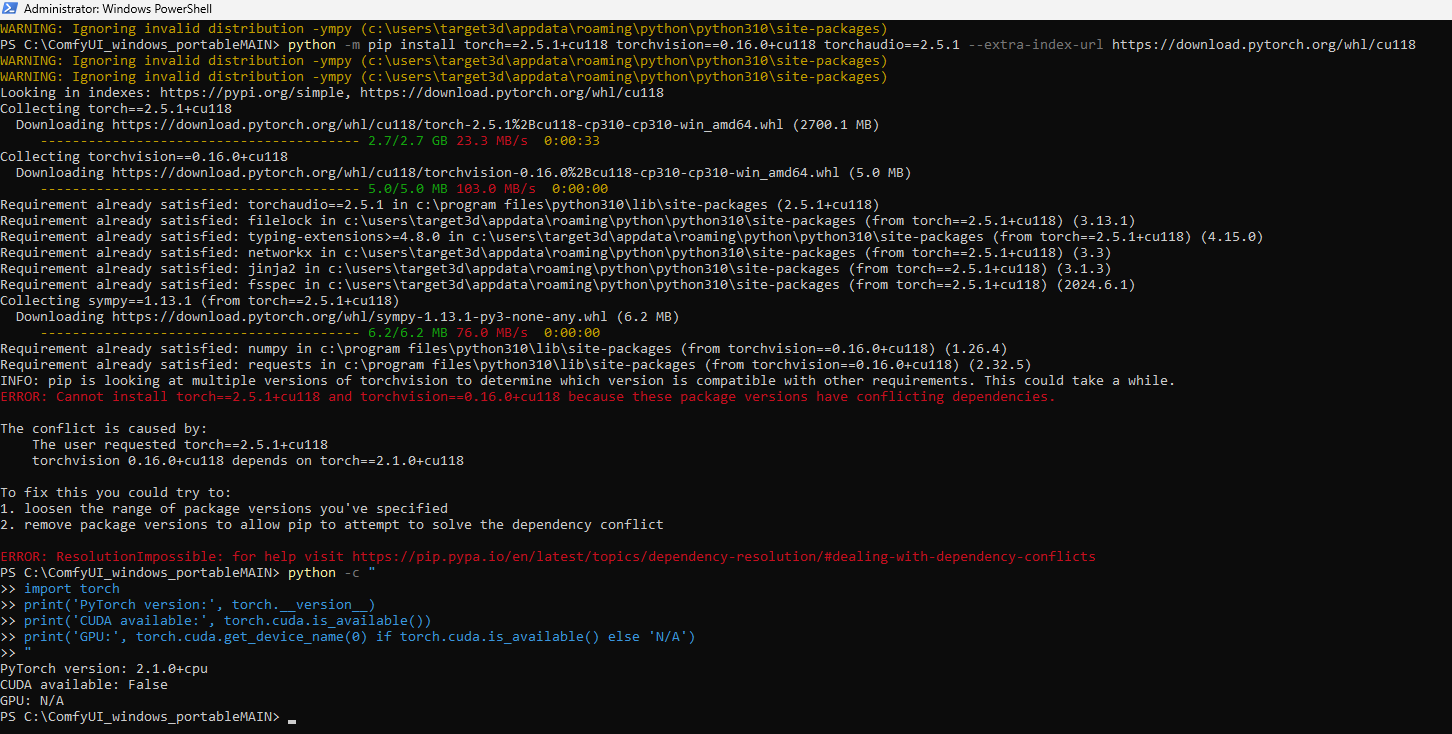 Administrator: Windows PowerShell
WARNING: Ignoring invalid distribution -ympy (c:\users\target3d\appdata\roaming\python\python310\site-packages)
PS C:\ComfyUI_windows_portableMAIN> python -m pip install torch==2.5.1+cu118 torchvision==0.16.0+cu118 torchaudio==2.5.1 --extra-index-url https://download.pytorch.org/whl/cu118
WARNING: Ignoring invalid distribution -ympy (c:\users\target3d\appdata\roaming\python\python310\site-packages)
WARNING: Ignoring invalid distribution -ympy (c:\users\target3d\appdata\roaming\python\python310\site-packages)
Looking in indexes: https://pypi.org/simple, https://download.pytorch.org/whl/cu118
Collecting torch==2.5.1+cu118
  Downloading https://download.pytorch.org/whl/cu118/torch-2.5.1%2Bcu118-cp310-cp310-win_amd64.whl (2700.1 MB)
     ---------------------------------------- 2.7/2.7 GB 23.3 MB/s  0:00:33
Collecting torchvision==0.16.0+cu118
  Downloading https://download.pytorch.org/whl/cu118/torchvision-0.16.0%2Bcu118-cp310-cp310-win_amd64.whl (5.0 MB)
     ---------------------------------------- 5.0/5.0 MB 103.0 MB/s  0:00:00
Requirement already satisfied: torchaudio==2.5.1 in c:\program files\python310\lib\site-packages (2.5.1+cu118)
Requirement already satisfied: filelock in c:\users\target3d\appdata\roaming\python\python310\site-packages (from torch==2.5.1+cu118) (3.13.1)
Requirement already satisfied: typing-extensions>=4.8.0 in c:\users\target3d\appdata\roaming\python\python310\site-packages (from torch==2.5.1+cu118) (4.15.0)
Requirement already satisfied: networkx in c:\users\target3d\appdata\roaming\python\python310\site-packages (from torch==2.5.1+cu118) (3.3)
Requirement already satisfied: jinja2 in c:\users\target3d\appdata\roaming\python\python310\site-packages (from torch==2.5.1+cu118) (3.1.3)
Requirement already satisfied: fsspec in c:\users\target3d\appdata\roaming\python\python310\site-packages (from torch==2.5.1+cu118) (2024.6.1)
Collecting sympy==1.13.1 (from torch==2.5.1+cu118)
  Downloading https://download.pytorch.org/whl/sympy-1.13.1-py3-none-any.whl (6.2 MB)
     ---------------------------------------- 6.2/6.2 MB 76.0 MB/s  0:00:00
Requirement already satisfied: numpy in c:\program files\python310\lib\site-packages (from torchvision==0.16.0+cu118) (1.26.4)
Requirement already satisfied: requests in c:\program files\python310\lib\site-packages (from torchvision==0.16.0+cu118) (2.32.5)
INFO: pip is looking at multiple versions of torchvision to determine which version is compatible with other requirements. This could take a while.
ERROR: Cannot install torch==2.5.1+cu118 and torchvision==0.16.0+cu118 because these package versions have conflicting dependencies.
The conflict is caused by:
    The user requested torch==2.5.1+cu118
    torchvision 0.16.0+cu118 depends on torch==2.1.0+cu118
To fix this you could try to:
1. loosen the range of package versions you've specified
2. remove package versions to allow pip to attempt to solve the dependency conflict
ERROR: ResolutionImpossible: for help visit https://pip.pypa.io/en/latest/topics/dependency-resolution/#dealing-with-dependency-conflicts
PS C:\ComfyUI_windows_portableMAIN> python -c "
>> import torch
>> print('PyTorch version:', torch.__version__)
>> print('CUDA available:', torch.cuda.is_available())
>> print('GPU:', torch.cuda.get_device_name(0) if torch.cuda.is_available() else 'N/A')
>> "
PyTorch version: 2.1.0+cpu
CUDA available: False
GPU: N/A
PS C:\ComfyUI_windows_portableMAIN>